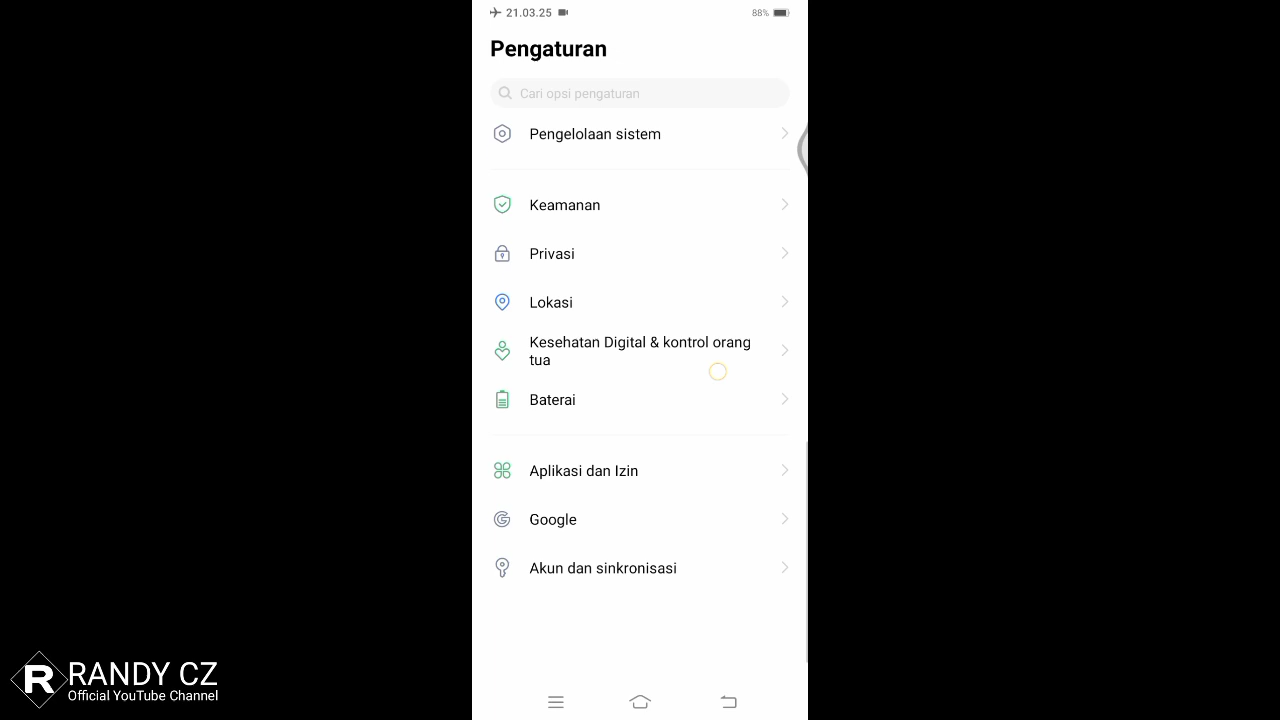 21.03.25
88%
Pengaturan
Cari opsi pengaturan
Pengelolaan sistem
Keamanan
Privasi
Lokasi
Kesehatan Digital & kontrol orang
tua
Baterai
Aplikasi dan Izin
Google
Akun dan sinkronisasi
R RANDY CZ
Official YouTube Channel